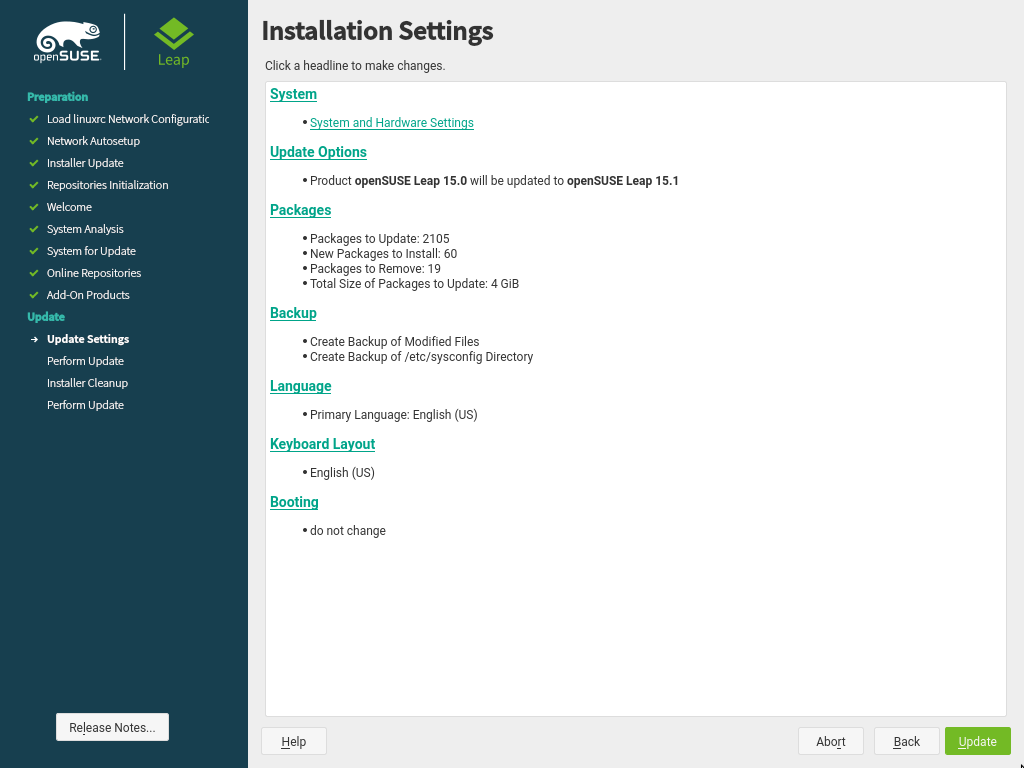 openSUSE
Leap
Preparation
Load linuxrc Network Configuratic
Network Autosetup
Installer Update
Repositories Initialization
Welcome
System Analysis
System for Update
Online Repositories
Add-On Products
Update
Update Settings
Perform Update
Installer Cleanup
Perform Update
Release Notes...
Installation Settings
Click a headline to make changes.
System
• System and Hardware Settings
Update Options
• Product openSUSE Leap 15.0 will be updated to openSUSE Leap 15.1
Packages
• Packages to Update: 2105
• New Packages to Install: 60
• Packages to Remove: 19
• Total Size of Packages to Update: 4 GiB
Backup
• Create Backup of Modified Files
• Create Backup of /etc/sysconfig Directory
Language
• Primary Language: English (US)
Keyboard Layout
• English (US)
Booting
• do not change
Help
Abort
Back
Update